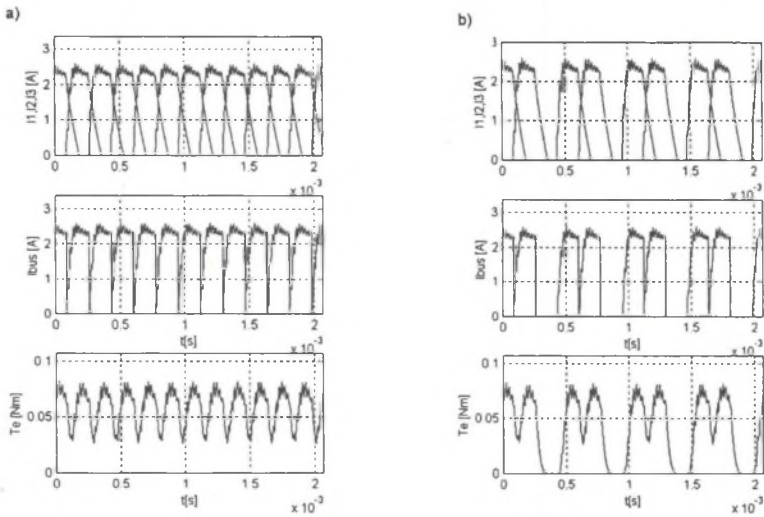 a)
3
2
1
0
I1,I2,I3 [A]
0 0.5 1 1.5 2
x 10⁻³
3
2
1
0
Ibus [A]
0 0.5 1 1.5 2
t[s]
x 10⁻³
0.1
0.05
0
Te [Nm]
0 0.5 1 1.5 2
t[s]
x 10⁻³
b)
3
2
1
0
I1,I2,I3 [A]
0 0.5 1 1.5 2
x 10⁻³
3
2
1
0
Ibus [A]
0 0.5 1 1.5 2
t[s]
x 10⁻³
0.1
0.05
0
Te [Nm]
0 0.5 1 1.5 2
t[s]
x 10⁻³